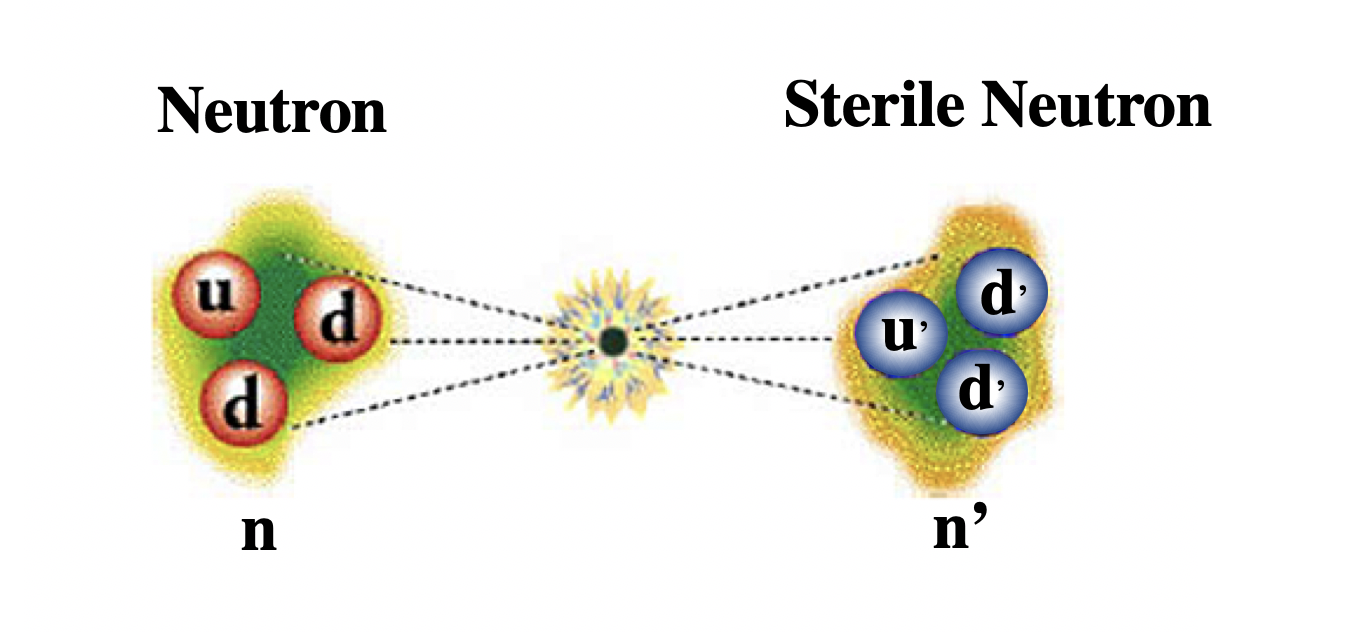 Neutron
Sterile Neutron
u
d
d
d’
u’
d’
n
n’